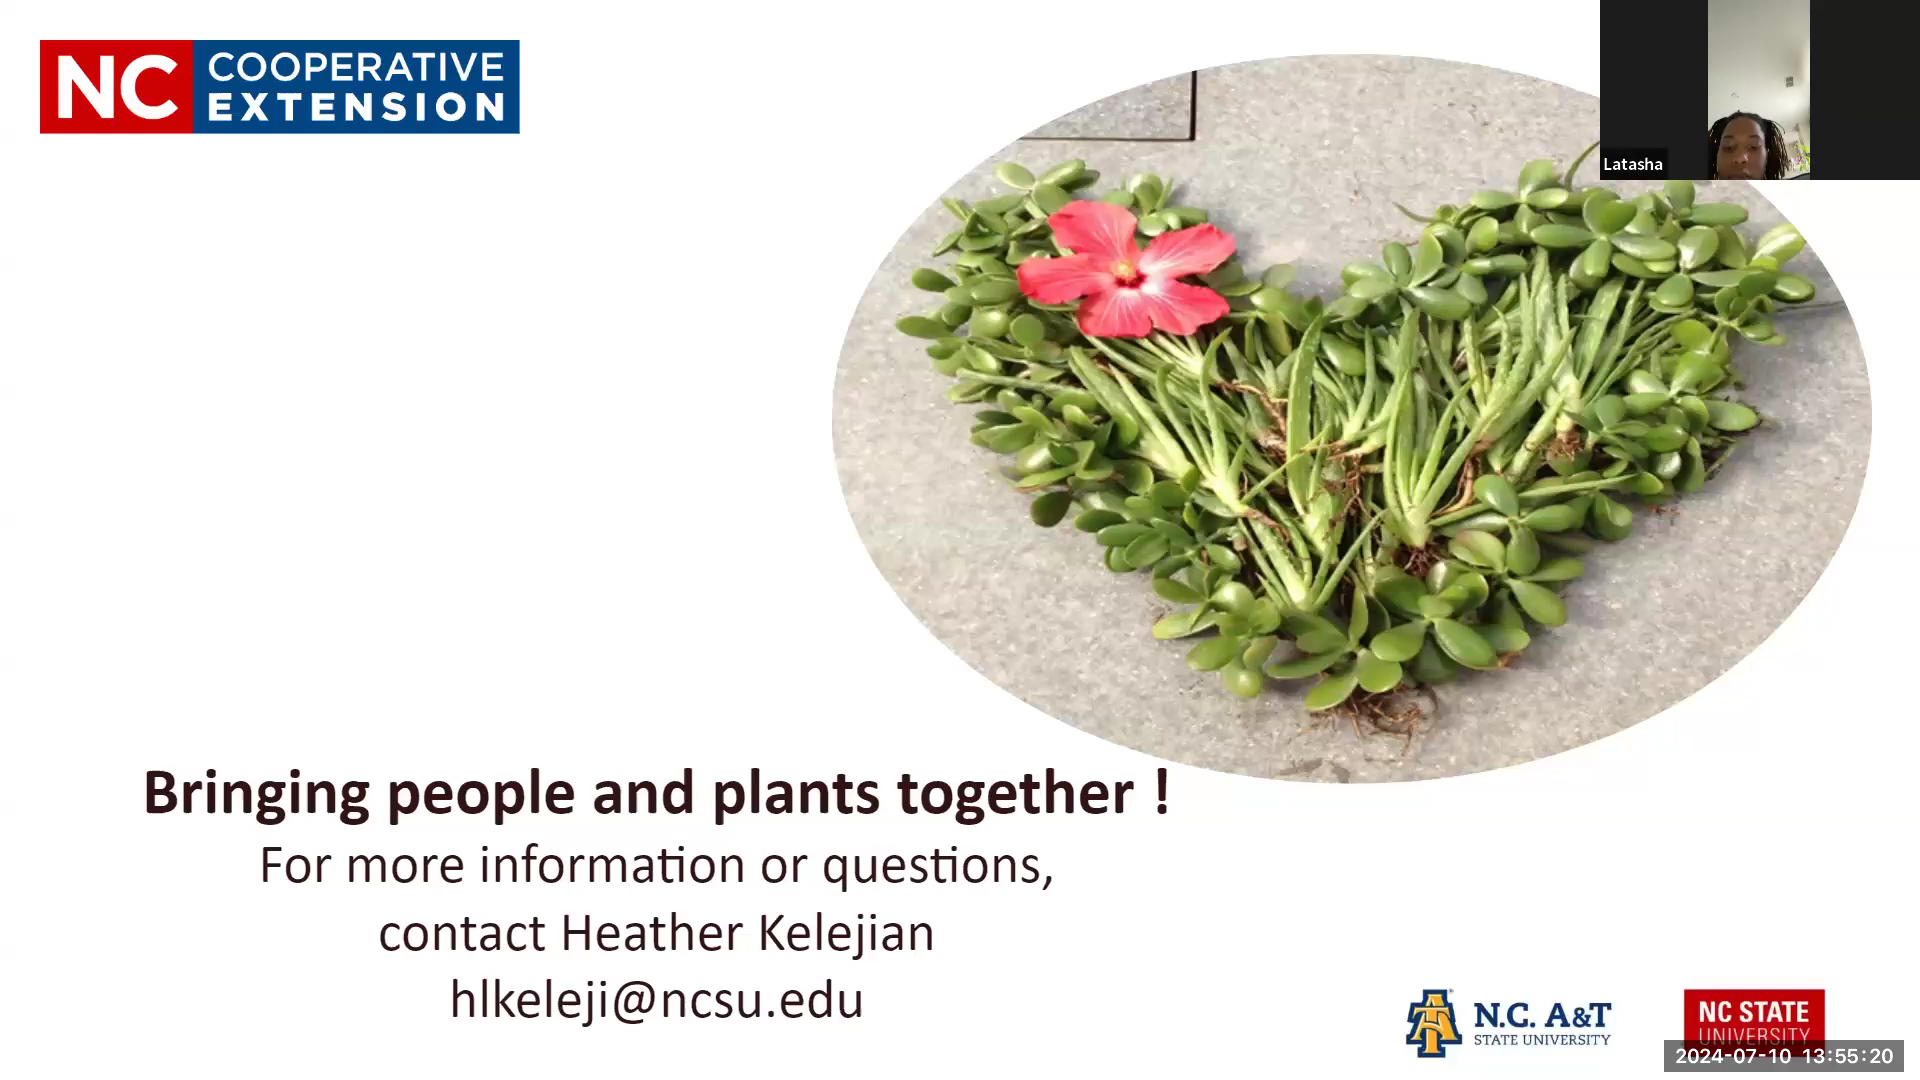 NC COOPERATIVE
EXTENSION
Latasha
Bringing people and plants together !
For more information or questions,
contact Heather Kelejian
hlkeleji@ncsu.edu
N.C. A&T
STATE UNIVERSITY
NC STATE
UNIVERSITY
2024-07-10 13:55:20